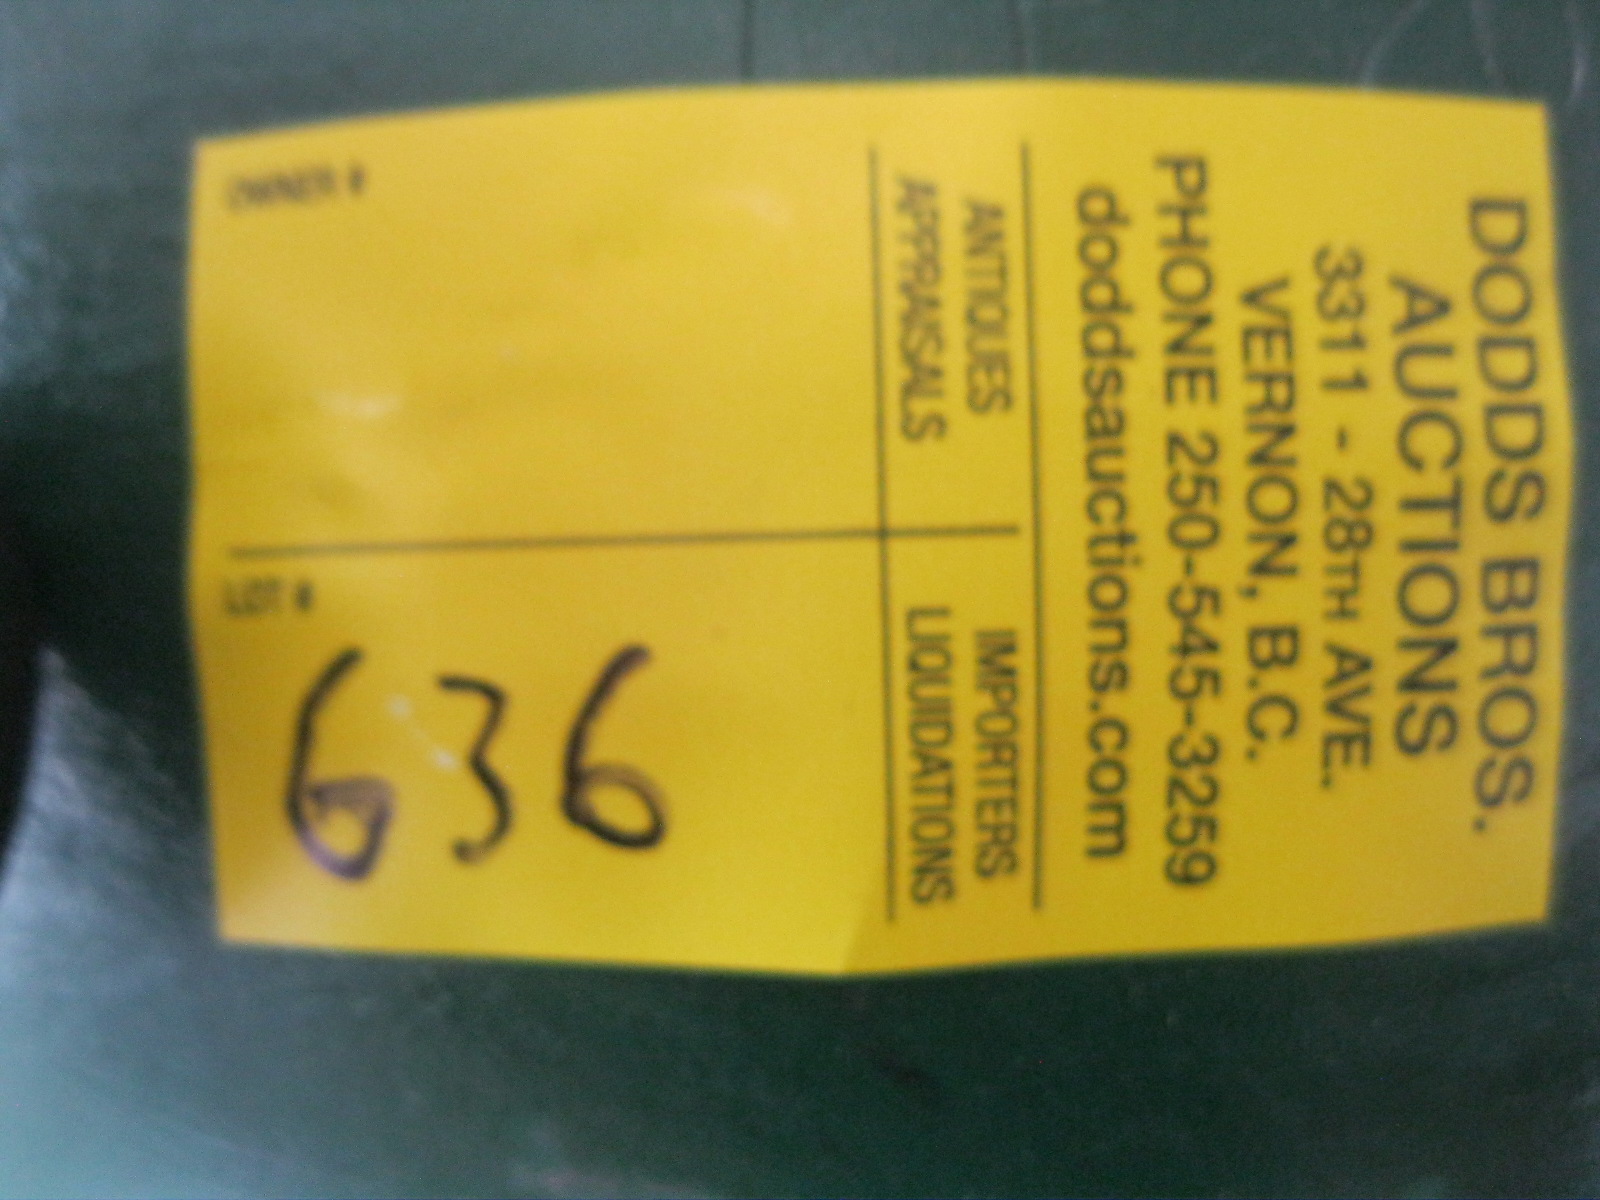 DODDS BROS.
AUCTIONS
3311 - 28TH AVE.
VERNON, B.C.
PHONE 250-545-3259
doddsauctions.com
ANTIQUES IMPORTERS
APPRAISALS LIQUIDATIONS
OWNER #
LOT #
636